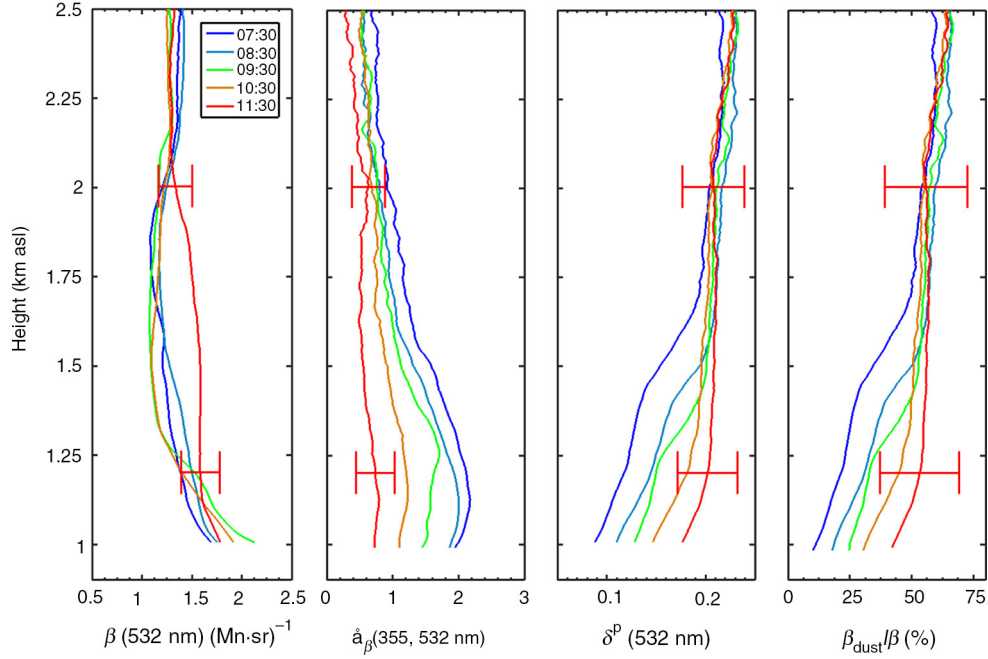 2.5
2.25
2
1.75
1.5
1.25
1
Height (km asl)
07:30
08:30
09:30
10:30
11:30
0.5 1 1.5 2 2.5
β (532 nm) (Mn·sr)⁻¹
0 1 2 3
å_β(355, 532 nm)
0.1 0.2
δᵖ (532 nm)
0 25 50 75
β_dust/β (%)